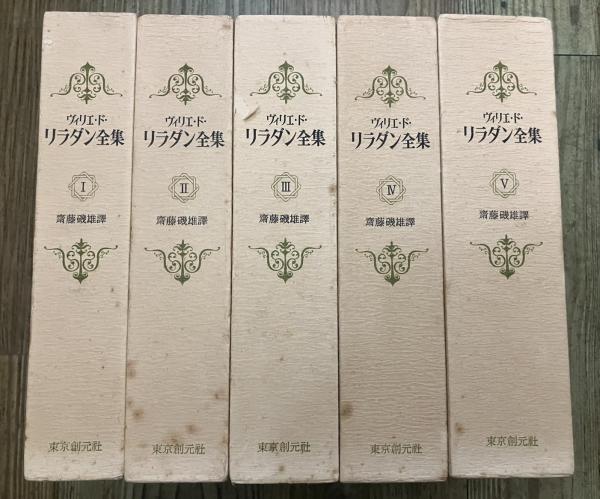 ヴィリエ・ド・
リラダン全集
I
齋藤磯雄譯
東京創元社
ヴィリエ・ド・
リラダン全集
II
齋藤磯雄譯
東京創元社
ヴィリエ・ド・
リラダン全集
III
齋藤磯雄譯
東京創元社
ヴィリエ・ド・
リラダン全集
IV
齋藤磯雄譯
東京創元社
ヴィリエ・ド・
リラダン全集
V
齋藤磯雄譯
東京創元社